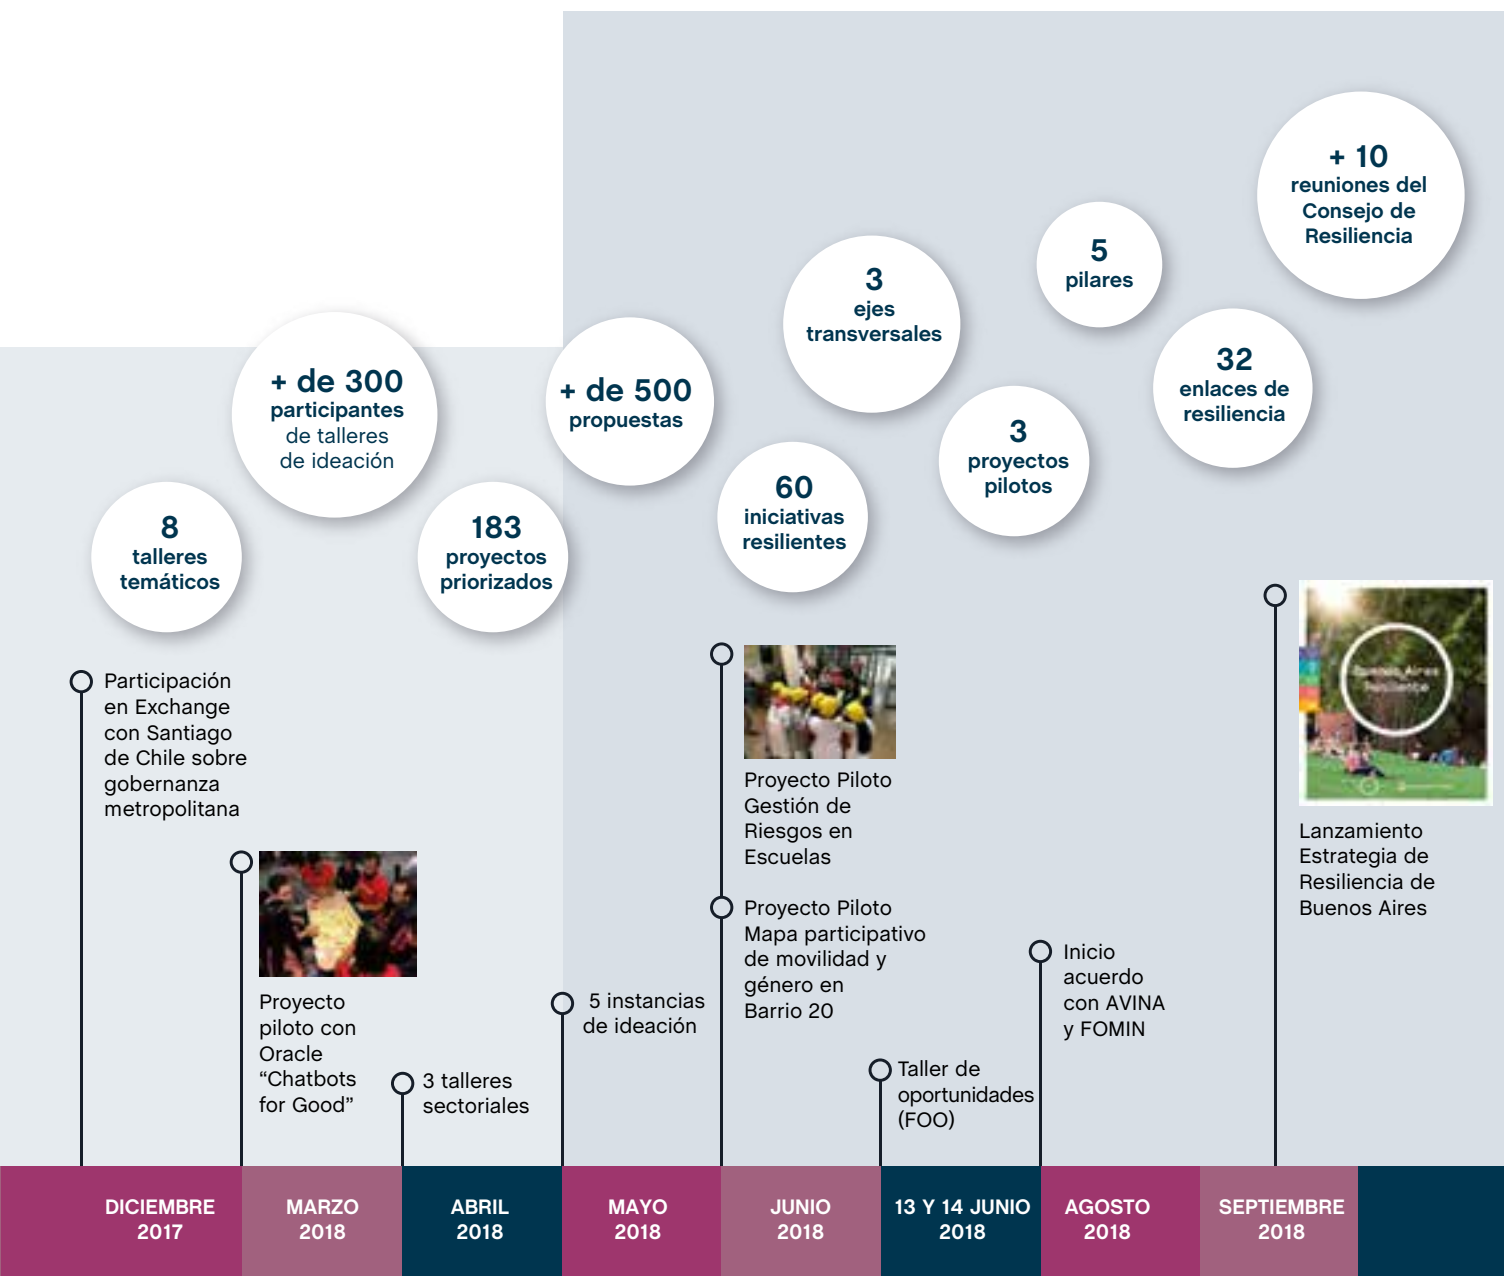 + 10
reuniones del
Consejo de
Resiliencia
5
pilares
3
ejes
transversales
32
enlaces de
resiliencia
+ de 300
participantes
de talleres
de ideación
+ de 500
propuestas
3
proyectos
pilotos
60
iniciativas
resilientes
8
talleres
temáticos
183
proyectos
priorizados
Participación
en Exchange
con Santiago
de Chile sobre
gobernanza
metropolitana
Proyecto
piloto con
Oracle
“Chatbots
for Good”
3 talleres
sectoriales
5 instancias
de ideación
Proyecto Piloto
Gestión de
Riesgos en
Escuelas
Proyecto Piloto
Mapa participativo
de movilidad y
género en
Barrio 20
Taller de
oportunidades
(FOO)
Inicio
acuerdo
con AVINA
y FOMIN
Buenos Aires
Resiliente
Lanzamiento
Estrategia de
Resiliencia de
Buenos Aires
DICIEMBRE
2017
MARZO
2018
ABRIL
2018
MAYO
2018
JUNIO
2018
13 Y 14 JUNIO
2018
AGOSTO
2018
SEPTIEMBRE
2018